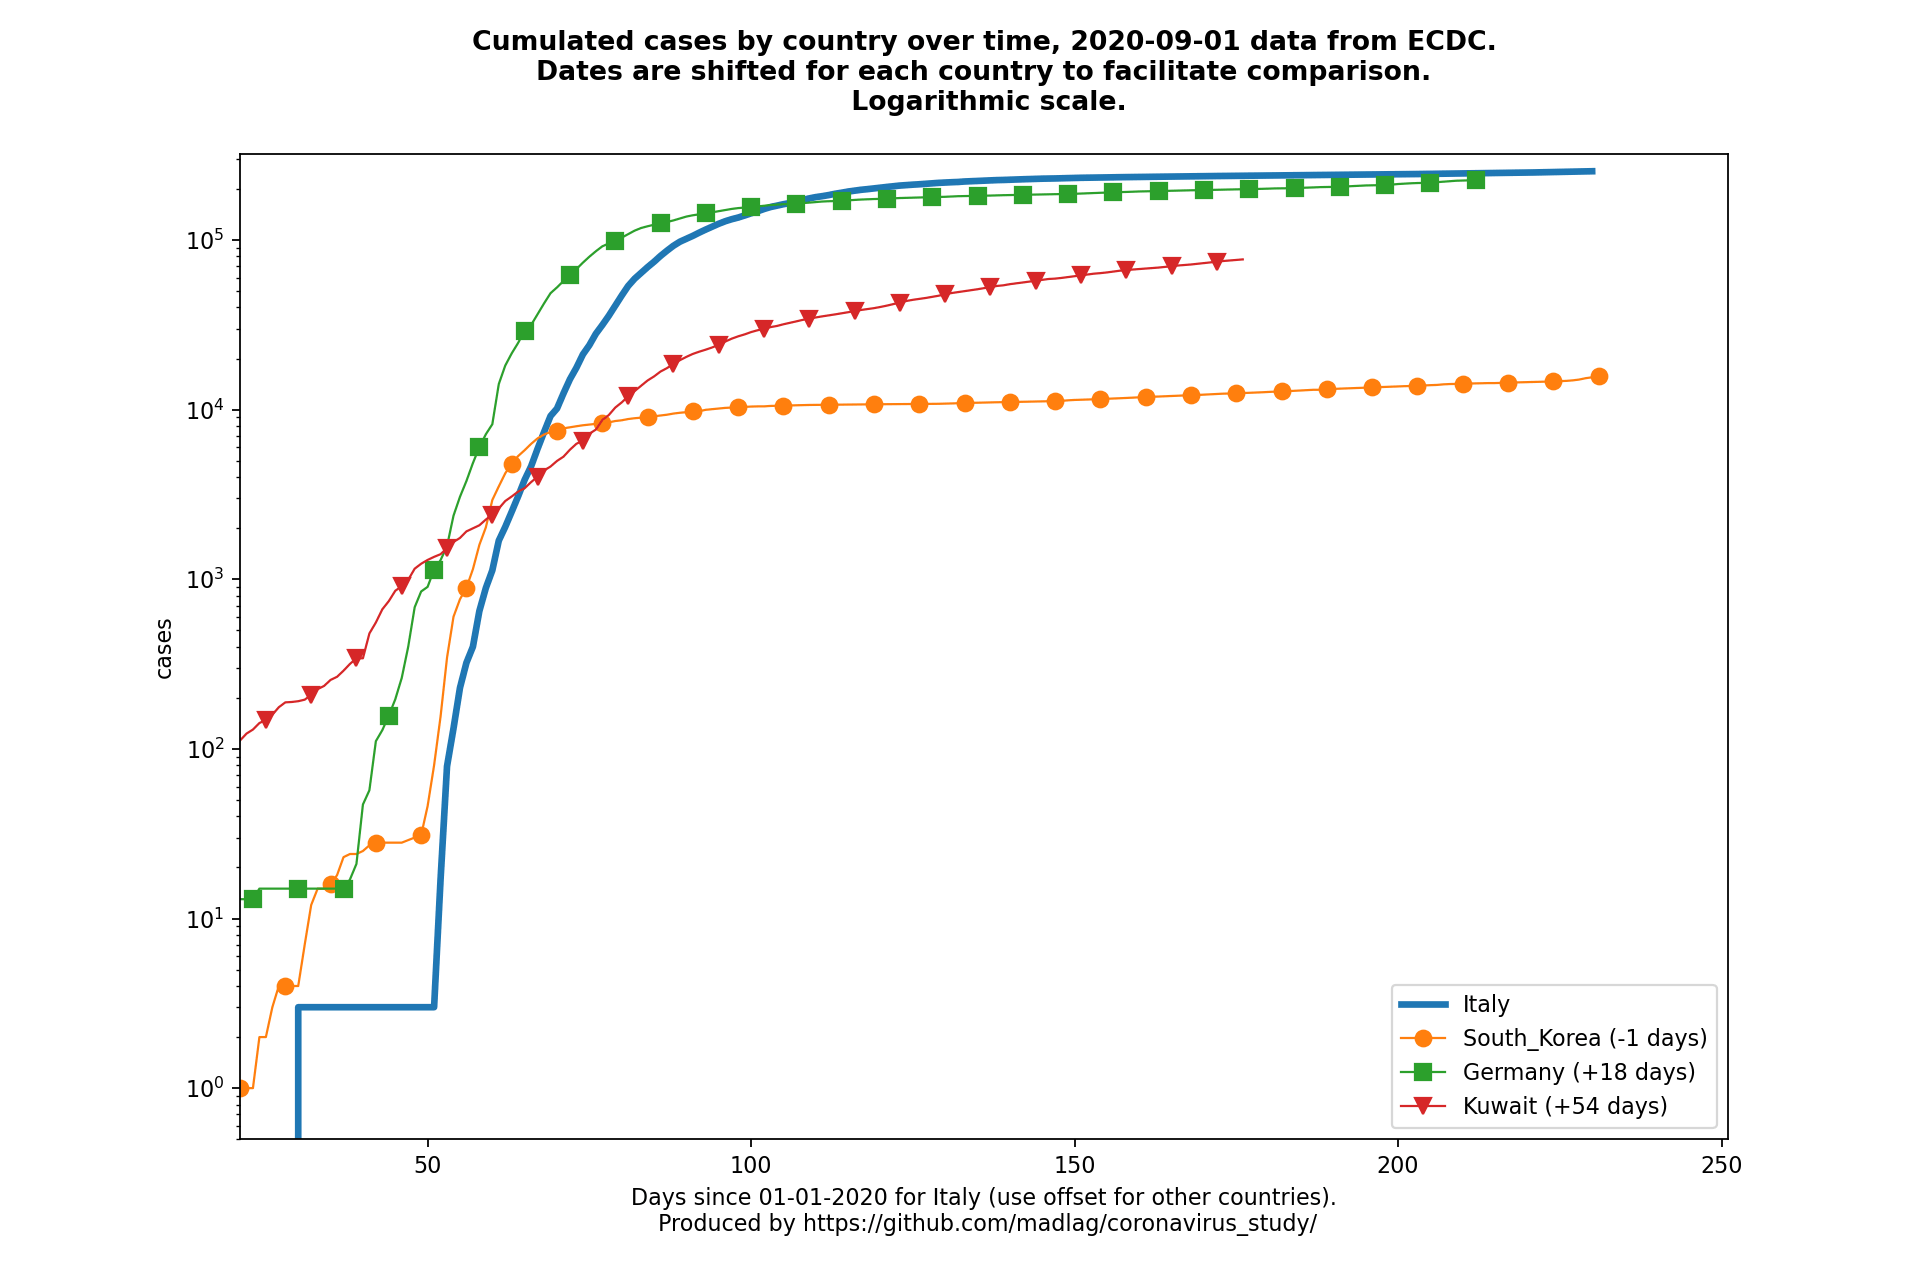 Cumulated cases by country over time, 2020-09-01 data from ECDC.
Dates are shifted for each country to facilitate comparison.
Logarithmic scale.
10^5
10^4
10^3
10^2
10^1
10^0
cases
50 100 150 200 250
Italy
South_Korea (-1 days)
Germany (+18 days)
Kuwait (+54 days)
Days since 01-01-2020 for Italy (use offset for other countries).
Produced by https://github.com/madlag/coronavirus_study/